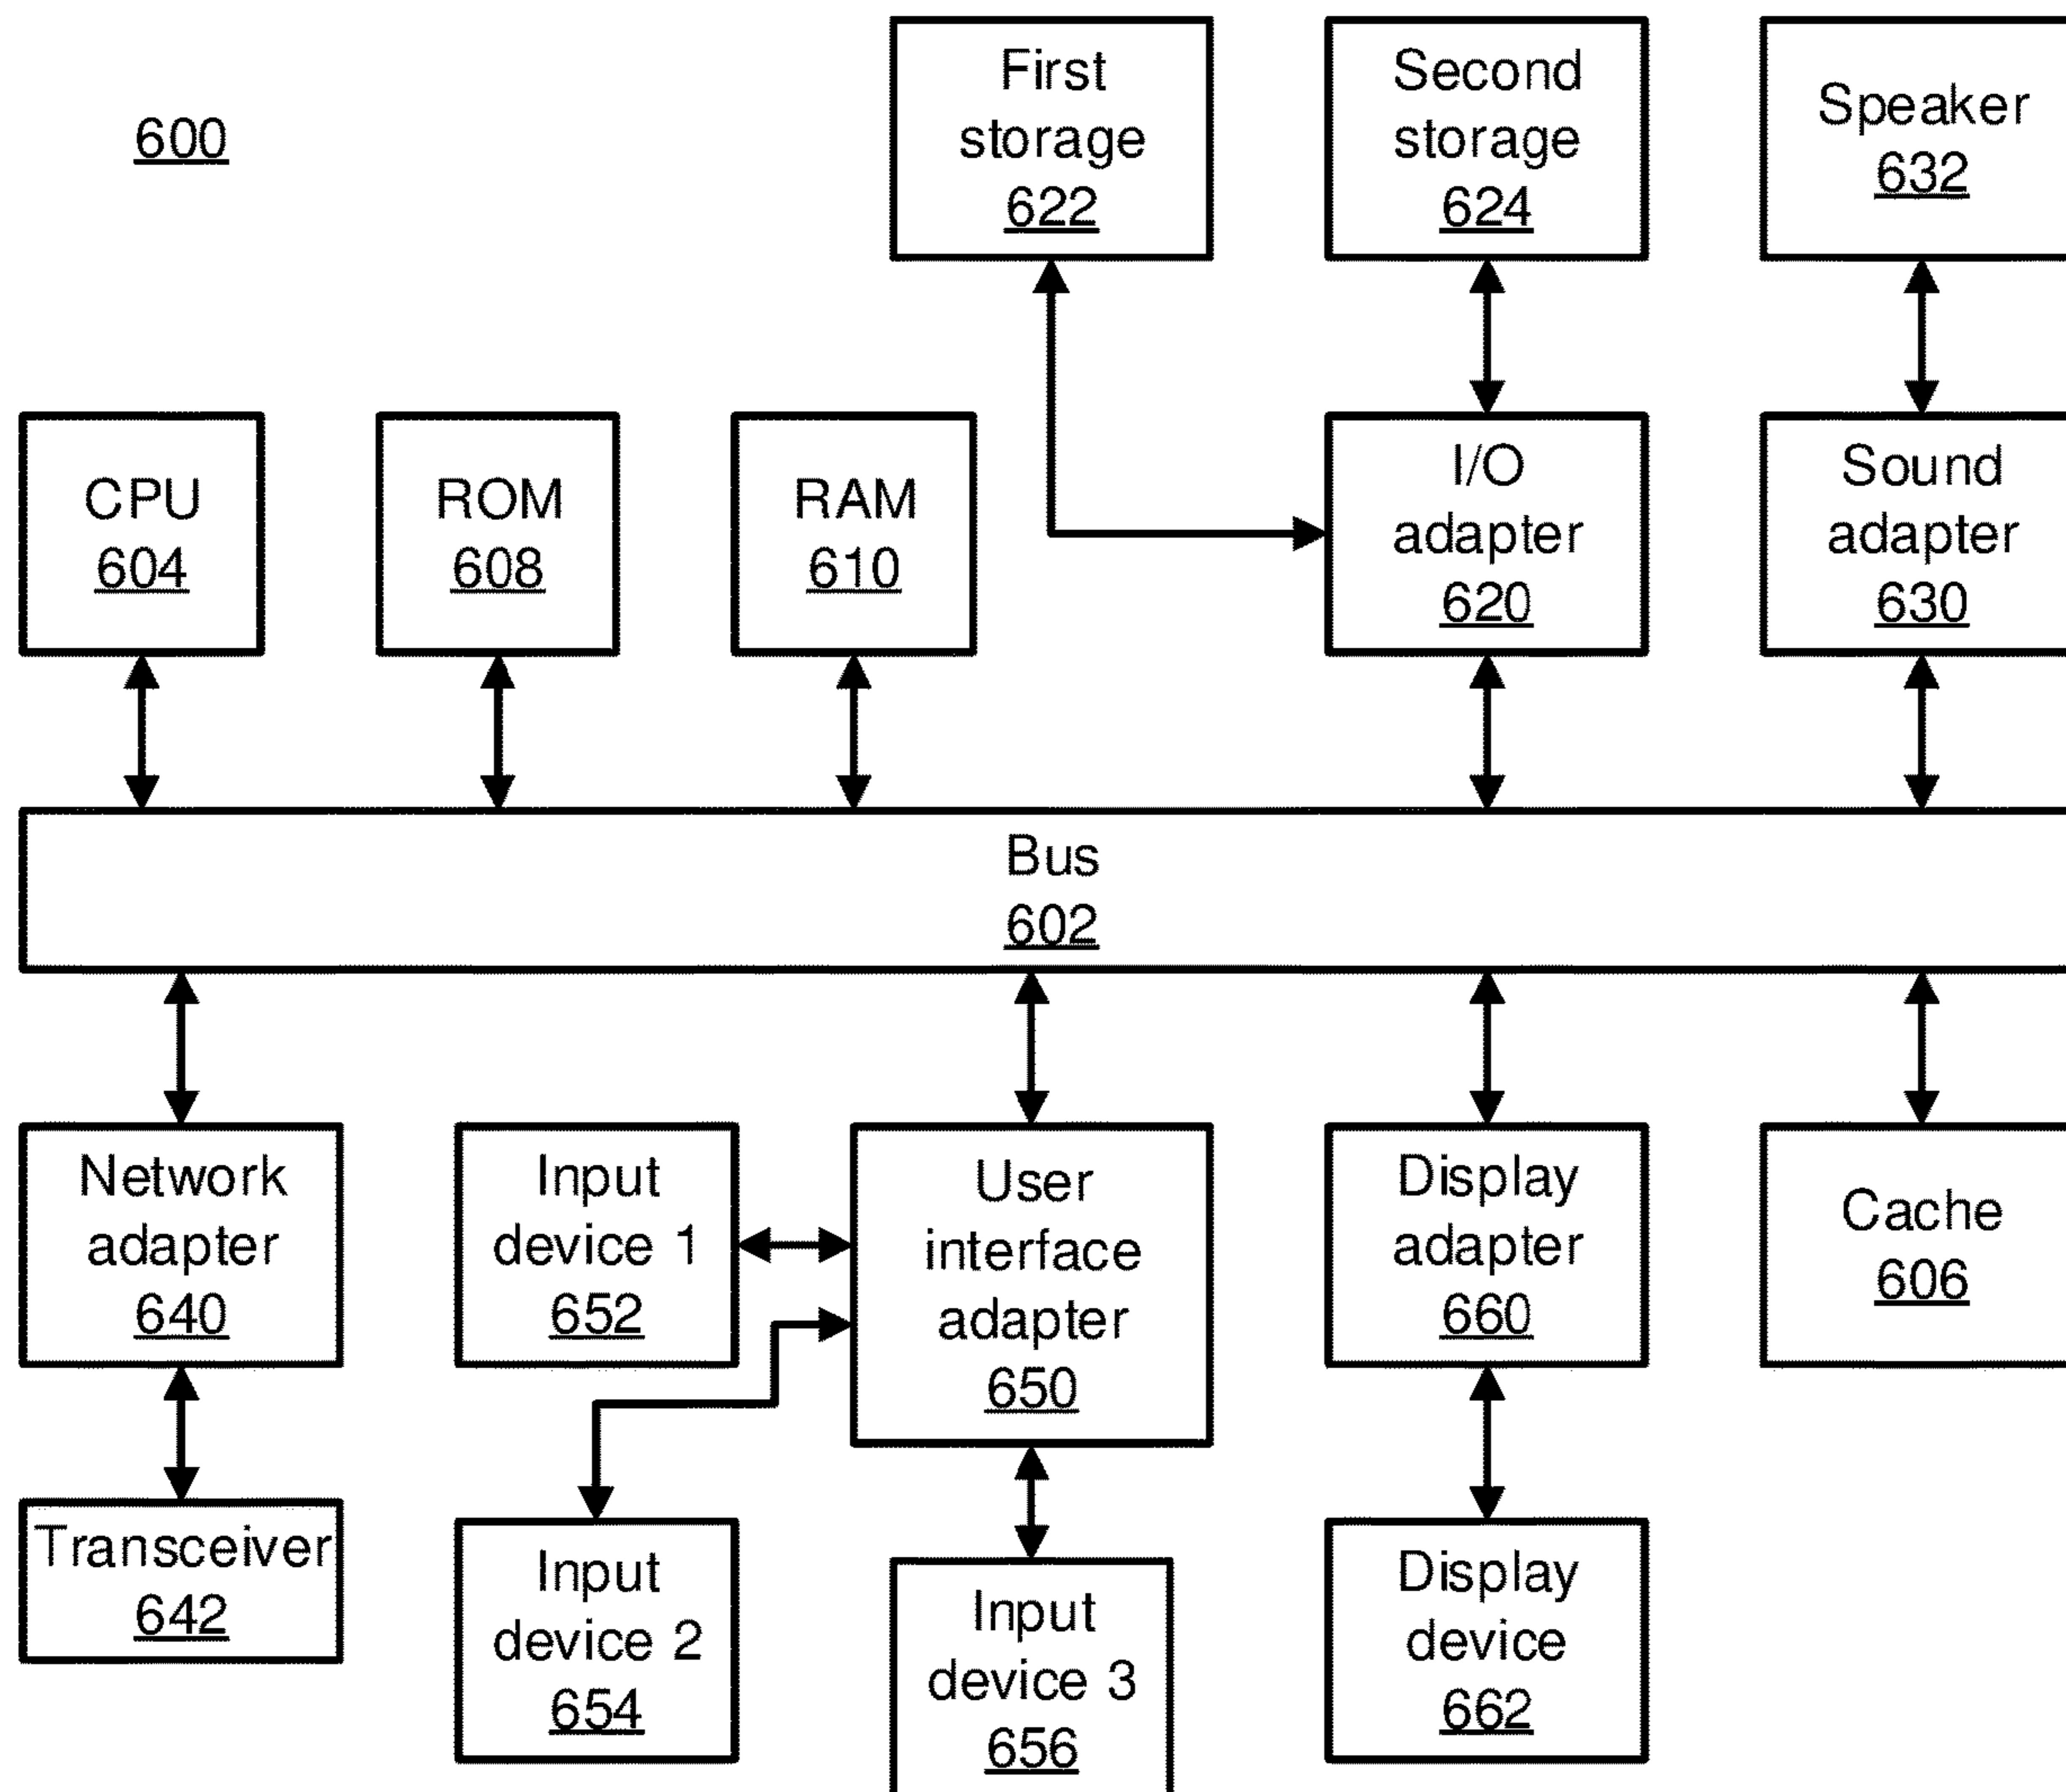 600
First
storage
622
Second
storage
624
Speaker
632
CPU
604
ROM
608
RAM
610
I/O
adapter
620
Sound
adapter
630
Bus
602
Network
adapter
640
Input
device 1
652
User
interface
adapter
650
Display
adapter
660
Cache
606
Transceiver
642
Input
device 2
654
Input
device 3
656
Display
device
662